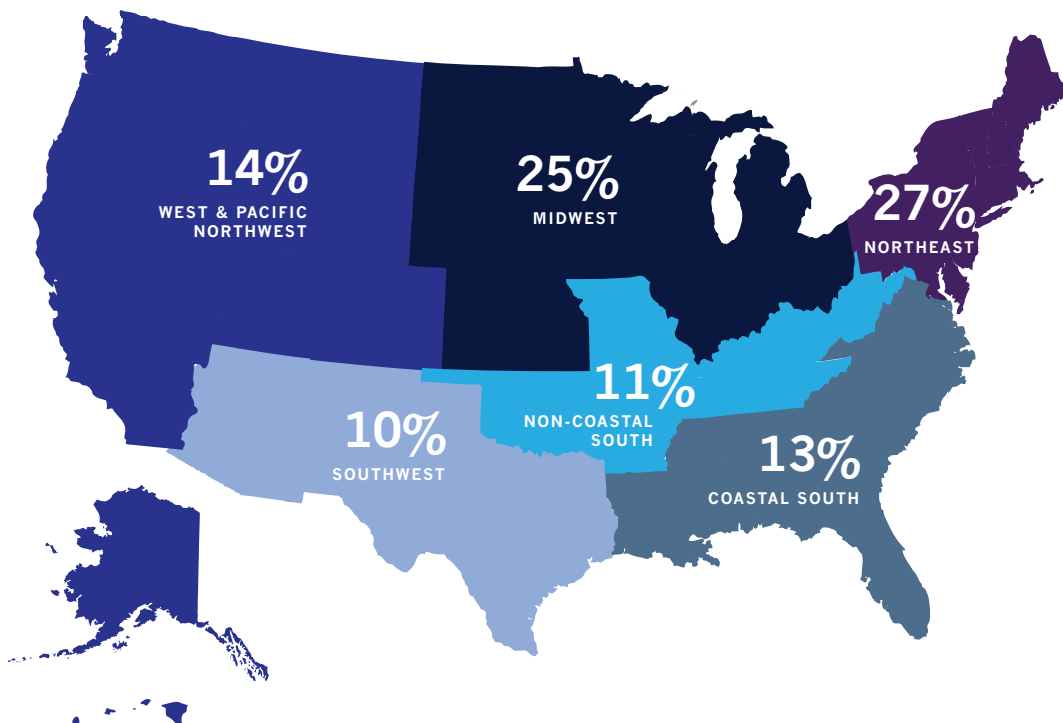 14%
WEST & PACIFIC
NORTHWEST
25%
MIDWEST
27%
NORTHEAST
11%
NON-COASTAL
SOUTH
10%
SOUTHWEST
13%
COASTAL SOUTH